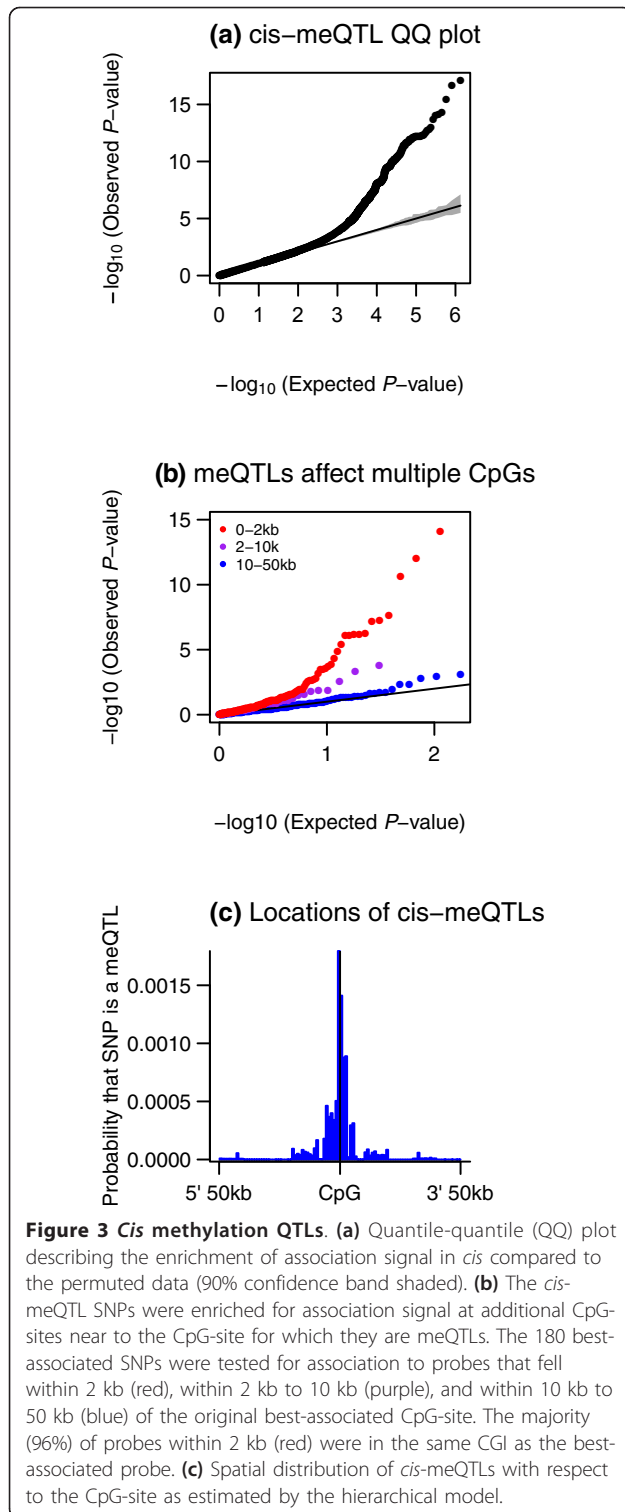 (a) cis−meQTL QQ plot
−log10 (Observed P−value)
15
10
5
0
0 1 2 3 4 5 6
−log10 (Expected P−value)
(b) meQTLs affect multiple CpGs
−log10 (Observed P−value)
15
10
5
0
0−2kb
2−10k
10−50kb
0 1 2
−log10 (Expected P−value)
(c) Locations of cis−meQTLs
Probability that SNP is a meQTL
0.0015
0.0010
0.0005
0.0000
5' 50kb CpG 3' 50kb
Figure 3 Cis methylation QTLs. (a) Quantile-quantile (QQ) plot
describing the enrichment of association signal in cis compared to
the permuted data (90% confidence band shaded). (b) The cis-
meQTL SNPs were enriched for association signal at additional CpG-
sites near to the CpG-site for which they are meQTLs. The 180 best-
associated SNPs were tested for association to probes that fell
within 2 kb (red), within 2 kb to 10 kb (purple), and within 10 kb to
50 kb (blue) of the original best-associated CpG-site. The majority
(96%) of probes within 2 kb (red) were in the same CGI as the best-
associated probe. (c) Spatial distribution of cis-meQTLs with respect
to the CpG-site as estimated by the hierarchical model.